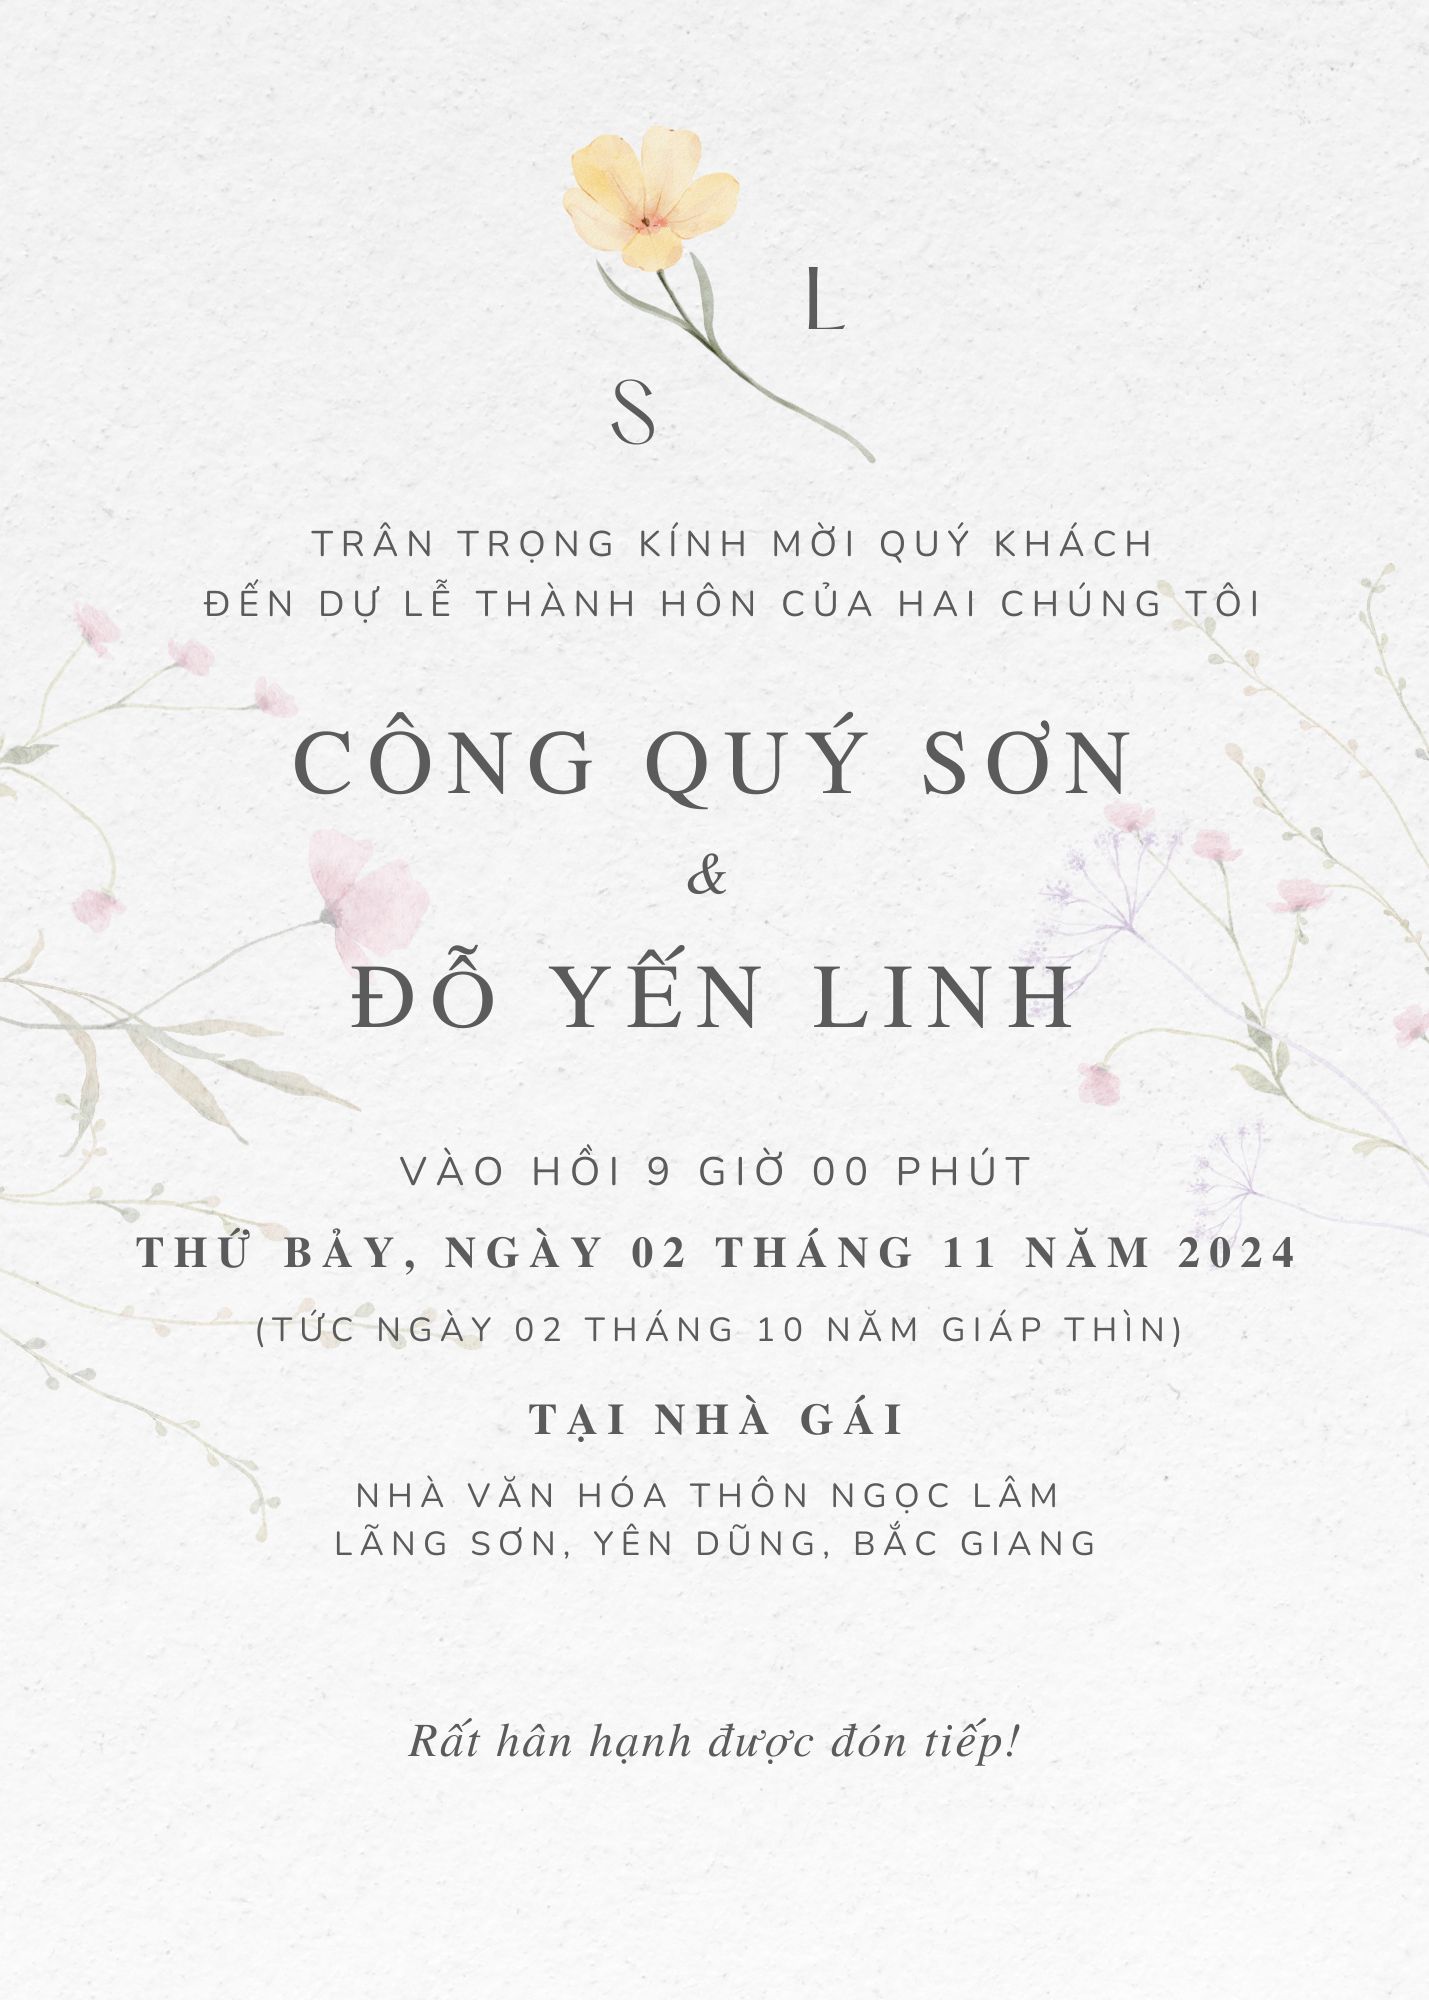 L
S
TRÂN TRỌNG KÍNH MỜI QUÝ KHÁCH
ĐẾN DỰ LỄ THÀNH HÔN CỦA HAI CHÚNG TÔI
CÔNG QUÝ SƠN
&
ĐỖ YẾN LINH
VÀO HỒI 9 GIỜ 00 PHÚT
THỨ BẢY, NGÀY 02 THÁNG 11 NĂM 2024
(TỨC NGÀY 02 THÁNG 10 NĂM GIÁP THÌN)
TẠI NHÀ GÁI
NHÀ VĂN HÓA THÔN NGỌC LÂM
LÃNG SƠN, YÊN DŨNG, BẮC GIANG
Rất hân hạnh được đón tiếp!